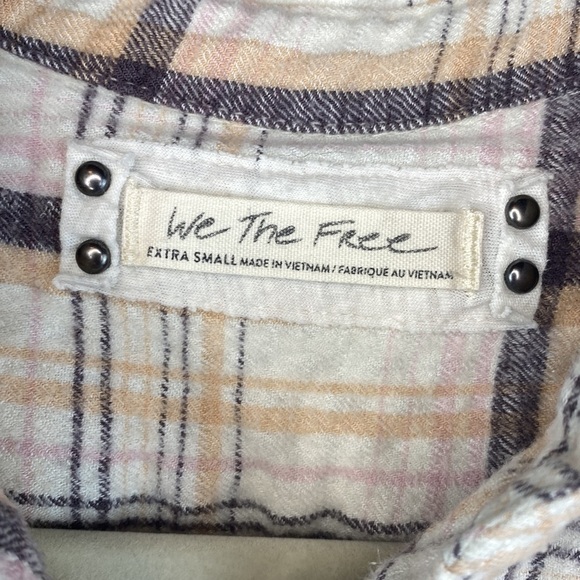 We The Free
EXTRA SMALL MADE IN VIETNAM / FABRIQUE AU VIETNAM